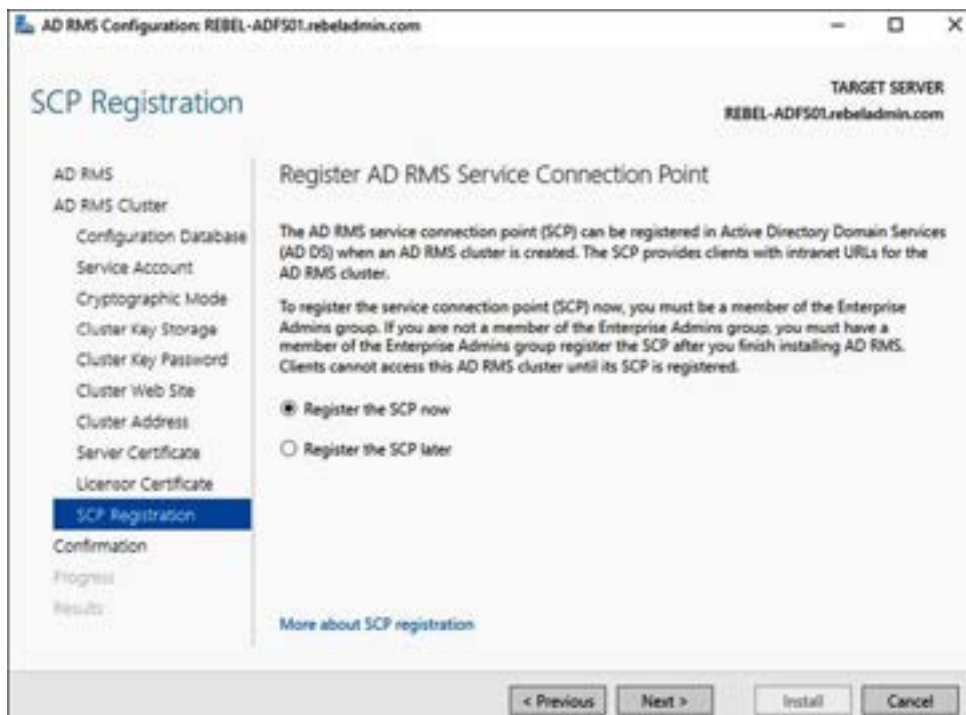 AD RMS Configuration: REBEL-ADFS01.rebeladmin.com
SCP Registration
TARGET SERVER
REBEL-ADFS01.rebeladmin.com
AD RMS
AD RMS Cluster
Configuration Database
Service Account
Cryptographic Mode
Cluster Key Storage
Cluster Key Password
Cluster Web Site
Cluster Address
Server Certificate
Licensor Certificate
SCP Registration
Confirmation
Progress
Results
Register AD RMS Service Connection Point
The AD RMS service connection point (SCP) can be registered in Active Directory Domain Services
(AD DS) when an AD RMS cluster is created. The SCP provides clients with intranet URLs for the
AD RMS cluster.
To register the service connection point (SCP) now, you must be a member of the Enterprise
Admins group. If you are not a member of the Enterprise Admins group, you must have a
member of the Enterprise Admins group register the SCP after you finish installing AD RMS.
Clients cannot access this AD RMS cluster until its SCP is registered.
Register the SCP now
Register the SCP later
More about SCP registration
< Previous
Next >
Install
Cancel